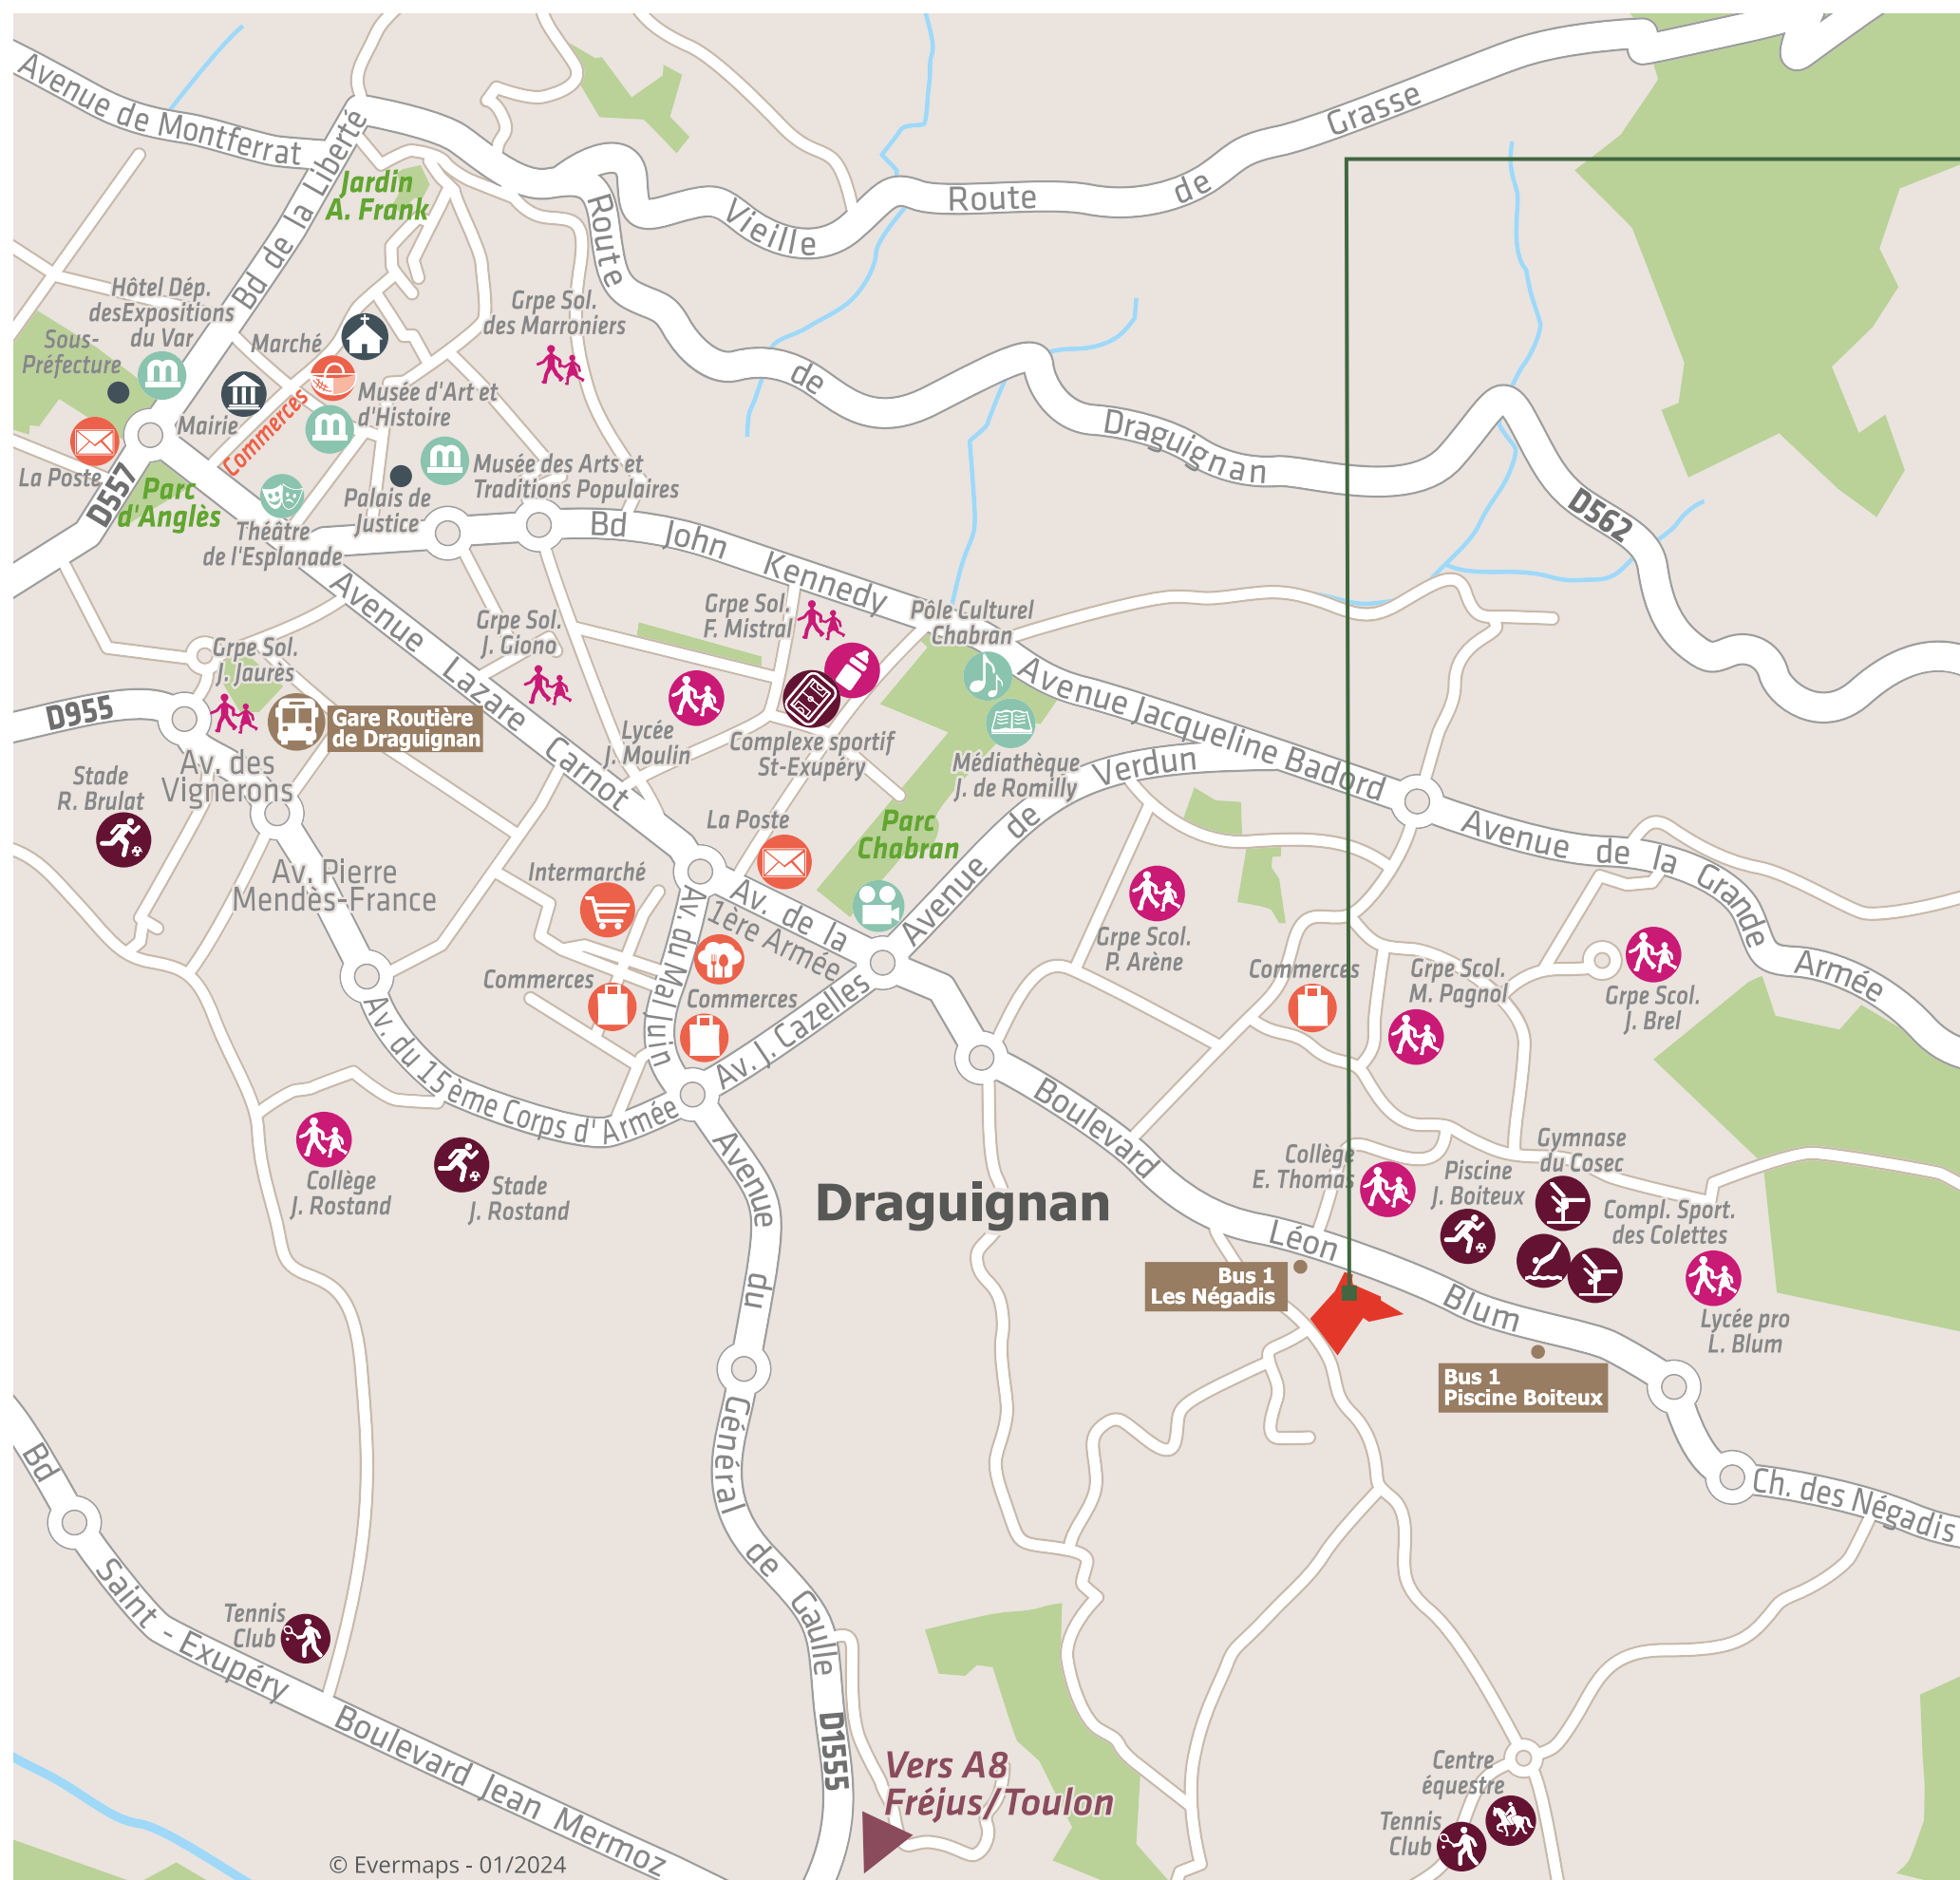 Avenue de Montferrat
Bd de la Liberté
Jardin
A. Frank
Route
Vieille
Route
de
Grasse
Hôtel Dép.
desExpositions
du Var
Sous-
Préfecture
Marché
Grpe Sol.
des Marroniers
Mairie
Commerces
Musée d'Art et
d'Histoire
de
Draguignan
La Poste
D557
Parc
d'Anglès
Palais de
Justice
Musée des Arts et
Traditions Populaires
D562
Théâtre
de l'Esplanade
Bd John Kennedy
Avenue Lazare Carnot
Grpe Sol.
J. Giono
Grpe Sol.
F. Mistral
Pôle Culturel
Chabran
Grpe Sol.
J. Jaurès
D955
Gare Routière
de Draguignan
Avenue Jacqueline Badord
Av. des
Vignerons
Stade
R. Brulat
Lycée
J. Moulin
Complexe sportif
St-Exupéry
Médiathèque
J. de Romilly
Avenue de Verdun
La Poste
Parc
Chabran
Avenue de la Grande Armée
Av. Pierre
Mendès-France
Intermarché
Av. de la
1ère Armée
Av. du Mal Juin
Commerces
Commerces
Av. J. Cazelles
Grpe Scol.
P. Arène
Commerces
Grpe Scol.
M. Pagnol
Grpe Scol.
J. Brel
Av. du 15ème Corps d'Armée
Collège
J. Rostand
Stade
J. Rostand
Draguignan
Boulevard Léon Blum
Collège
E. Thomas
Piscine
J. Boiteux
Gymnase
du Cosec
Compl. Sport.
des Colettes
Bus 1
Les Négadis
Lycée pro
L. Blum
Bus 1
Piscine Boiteux
Avenue du Général de Gaulle
D1555
Ch. des Négadis
Bd Saint - Exupéry
Tennis
Club
Boulevard Jean Mermoz
Vers A8
Fréjus/Toulon
Centre
équestre
Tennis
Club
© Evermaps - 01/2024